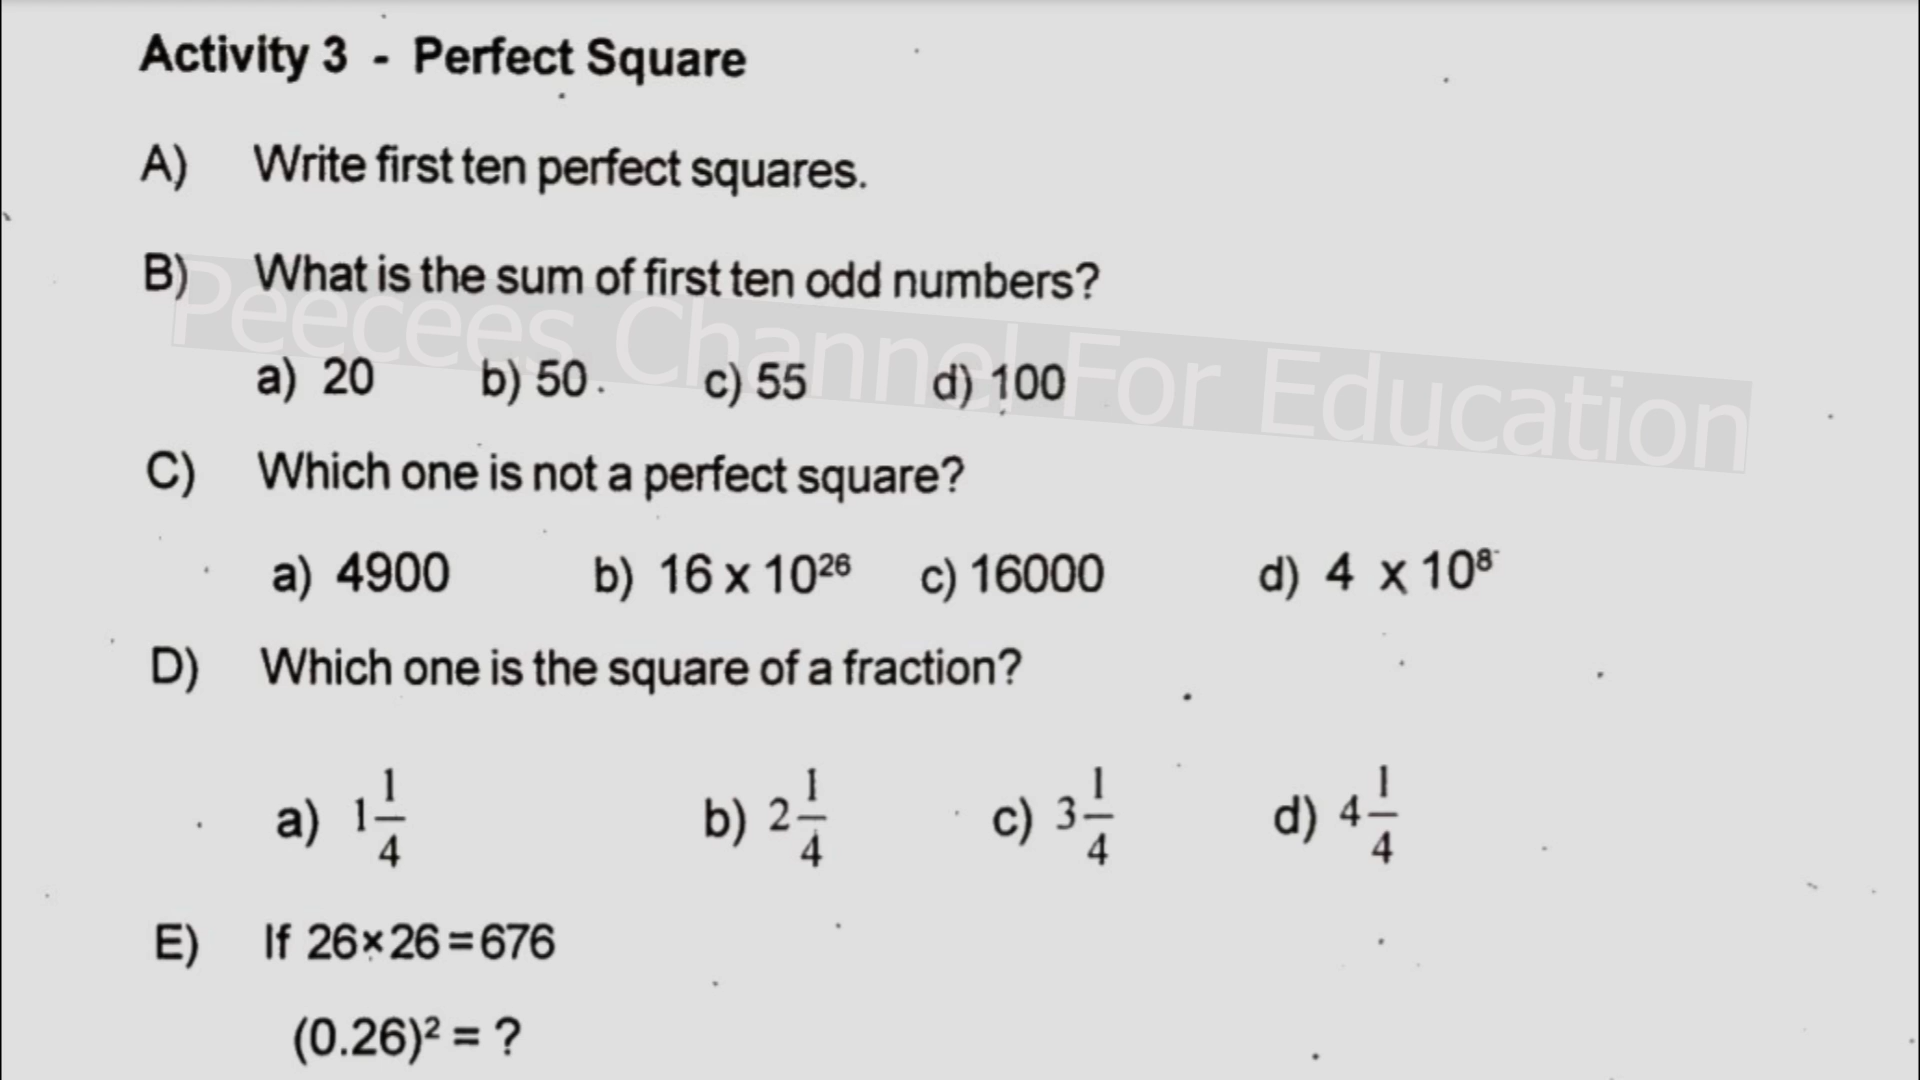 Activity 3 - Perfect Square
A) Write first ten perfect squares.
B) What is the sum of first ten odd numbers?
Peecees Channel For Education
a) 20 b) 50 c) 55 d) 100
C) Which one is not a perfect square?
a) 4900 b) 16 x 10²⁶ c) 16000 d) 4 x 10⁸
D) Which one is the square of a fraction?
a) 1 1/4 b) 2 1/4 c) 3 1/4 d) 4 1/4
E) If 26×26=676
(0.26)² = ?